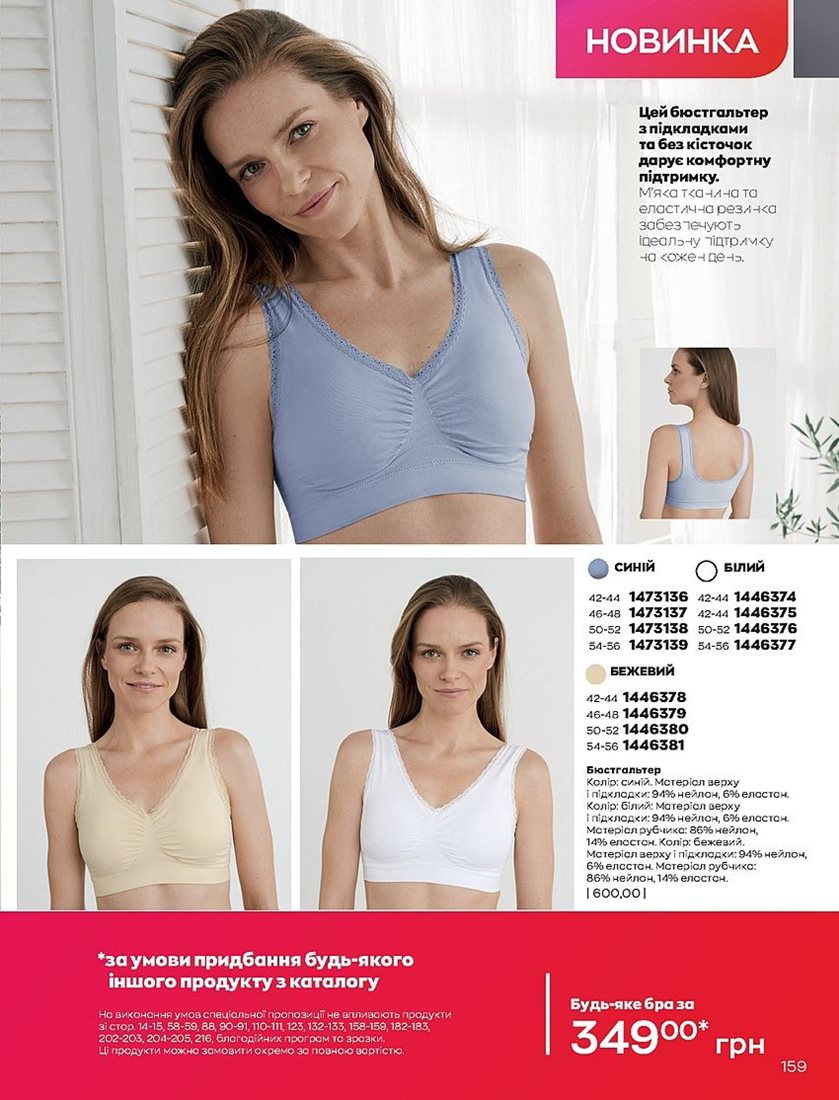 НОВИНКА
Цей бюстгальтер
з підкладками
та без кісточок
дарує комфортну
підтримку.
М'яка тканина та
еластична резинка
забезпечують
ідеальну підтримку
на кожен день.
СИНІЙ
42-44 1473136
46-48 1473137
50-52 1473138
54-56 1473139
БІЛИЙ
42-44 1446374
42-44 1446375
50-52 1446376
54-56 1446377
БЕЖЕВИЙ
42-44 1446378
46-48 1446379
50-52 1446380
54-56 1446381
Бюстгальтер
Колір: синій. Матеріал верху
і підкладки: 94% нейлон, 6% еластан.
Колір: білий: Матеріал верху
і підкладки: 94% нейлон, 6% еластан.
Матеріал рубчика: 86% нейлон,
14% еластан. Колір: бежевий.
Матеріал верху і підкладки: 94% нейлон,
6% еластан. Матеріал рубчика:
86% нейлон, 14% еластан.
| 600,00 |
*за умови придбання будь-якого
іншого продукту з каталогу
На виконання умов спеціальної пропозиції не впливають продукти
зі стор. 14-15, 58-59, 88, 90-91, 110-111, 123, 132-133, 158-159, 182-183,
202-203, 204-205, 216, благодійних програм та зразки.
Ці продукти можна замовити окремо за повною вартістю.
Будь-яке бра за
349⁰⁰* грн
159